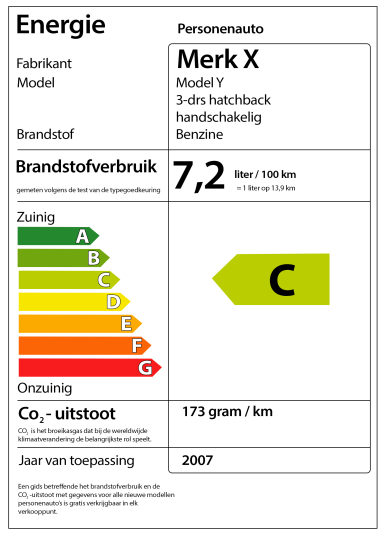 Energie
Personenauto
Fabrikant
Merk X
Model
Model Y
3-drs hatchback
handschakelig
Brandstof
Benzine
Brandstofverbruik
gemeten volgens de test van de typegoedkeuring
7,2 liter / 100 km
= 1 liter op 13,9 km
Zuinig
A
B
C
D
E
F
G
Onzuinig
C
Co2- uitstoot
173 gram / km
CO, is het broeikasgas dat bij de wereldwijde
klimaatverandering de belangrijkste rol speelt.
Jaar van toepassing
2007
Een gids betreffende het brandstofverbruik en de
CO,-uitstoot met gegevens voor alle nieuwe modellen
personenauto's is gratis verkrijgbaar in elk
verkooppunt.